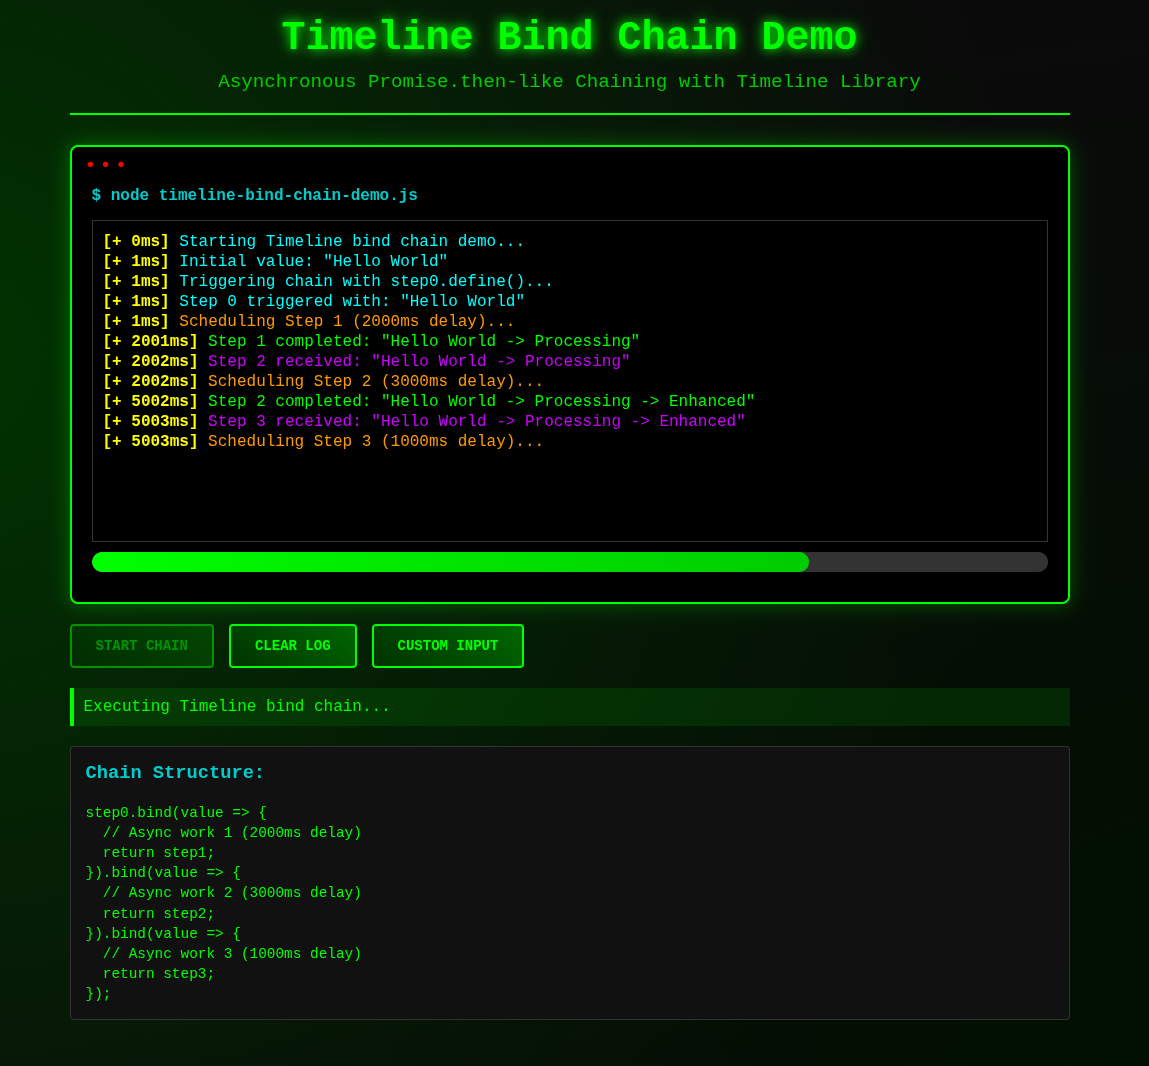 Timeline Bind Chain Demo
Asynchronous Promise.then-like Chaining with Timeline Library
$ node timeline-bind-chain-demo.js
[+ 0ms] Starting Timeline bind chain demo...
[+ 1ms] Initial value: "Hello World"
[+ 1ms] Triggering chain with step0.define()...
[+ 1ms] Step 0 triggered with: "Hello World"
[+ 1ms] Scheduling Step 1 (2000ms delay)...
[+ 2001ms] Step 1 completed: "Hello World -> Processing"
[+ 2002ms] Step 2 received: "Hello World -> Processing"
[+ 2002ms] Scheduling Step 2 (3000ms delay)...
[+ 5002ms] Step 2 completed: "Hello World -> Processing -> Enhanced"
[+ 5003ms] Step 3 received: "Hello World -> Processing -> Enhanced"
[+ 5003ms] Scheduling Step 3 (1000ms delay)...
START CHAIN CLEAR LOG CUSTOM INPUT
Executing Timeline bind chain...
Chain Structure:
step0.bind(value => {
  // Async work 1 (2000ms delay)
  return step1;
}).bind(value => {
  // Async work 2 (3000ms delay)
  return step2;
}).bind(value => {
  // Async work 3 (1000ms delay)
  return step3;
});